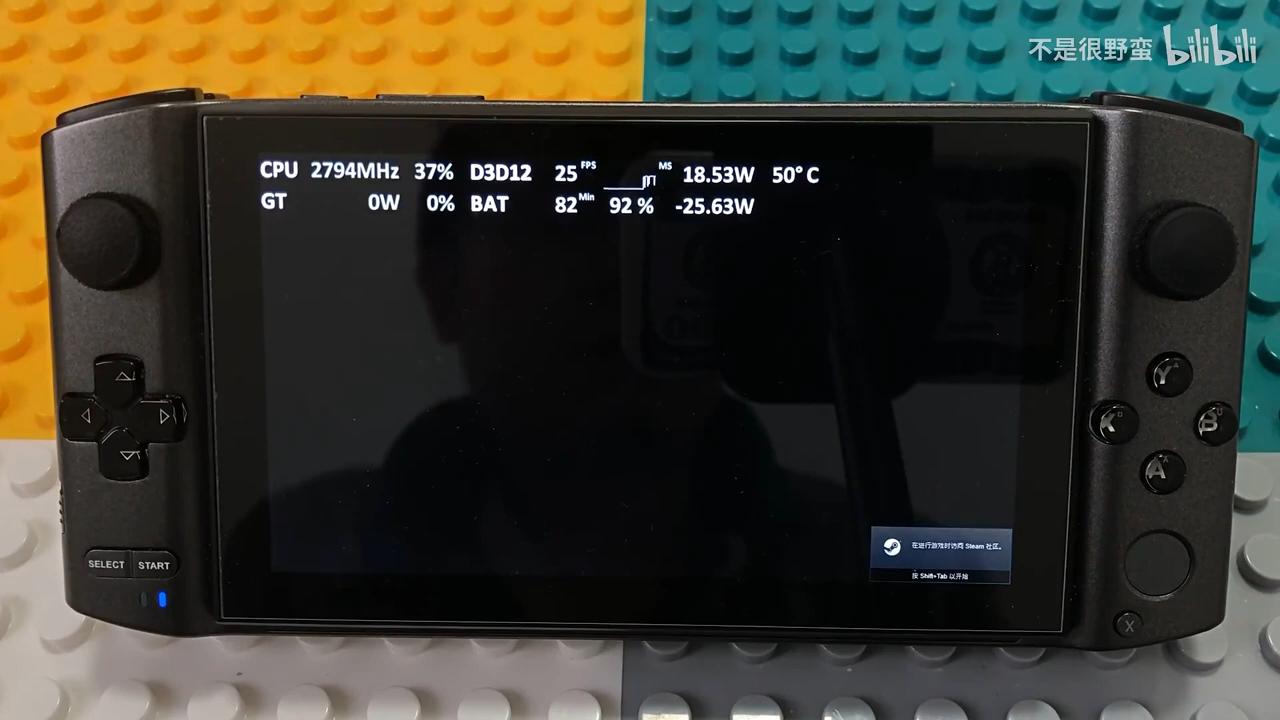 不是很野蛮 bilibili
CPU 2794MHz 37% D3D12 25 FPS MS 18.53W 50°C
GT 0W 0% BAT 82 Min 92 % -25.63W
Y
X
B
A
在进行游戏时访问 Steam 社区。
按 Shift+Tab 以开始
SELECT START
X